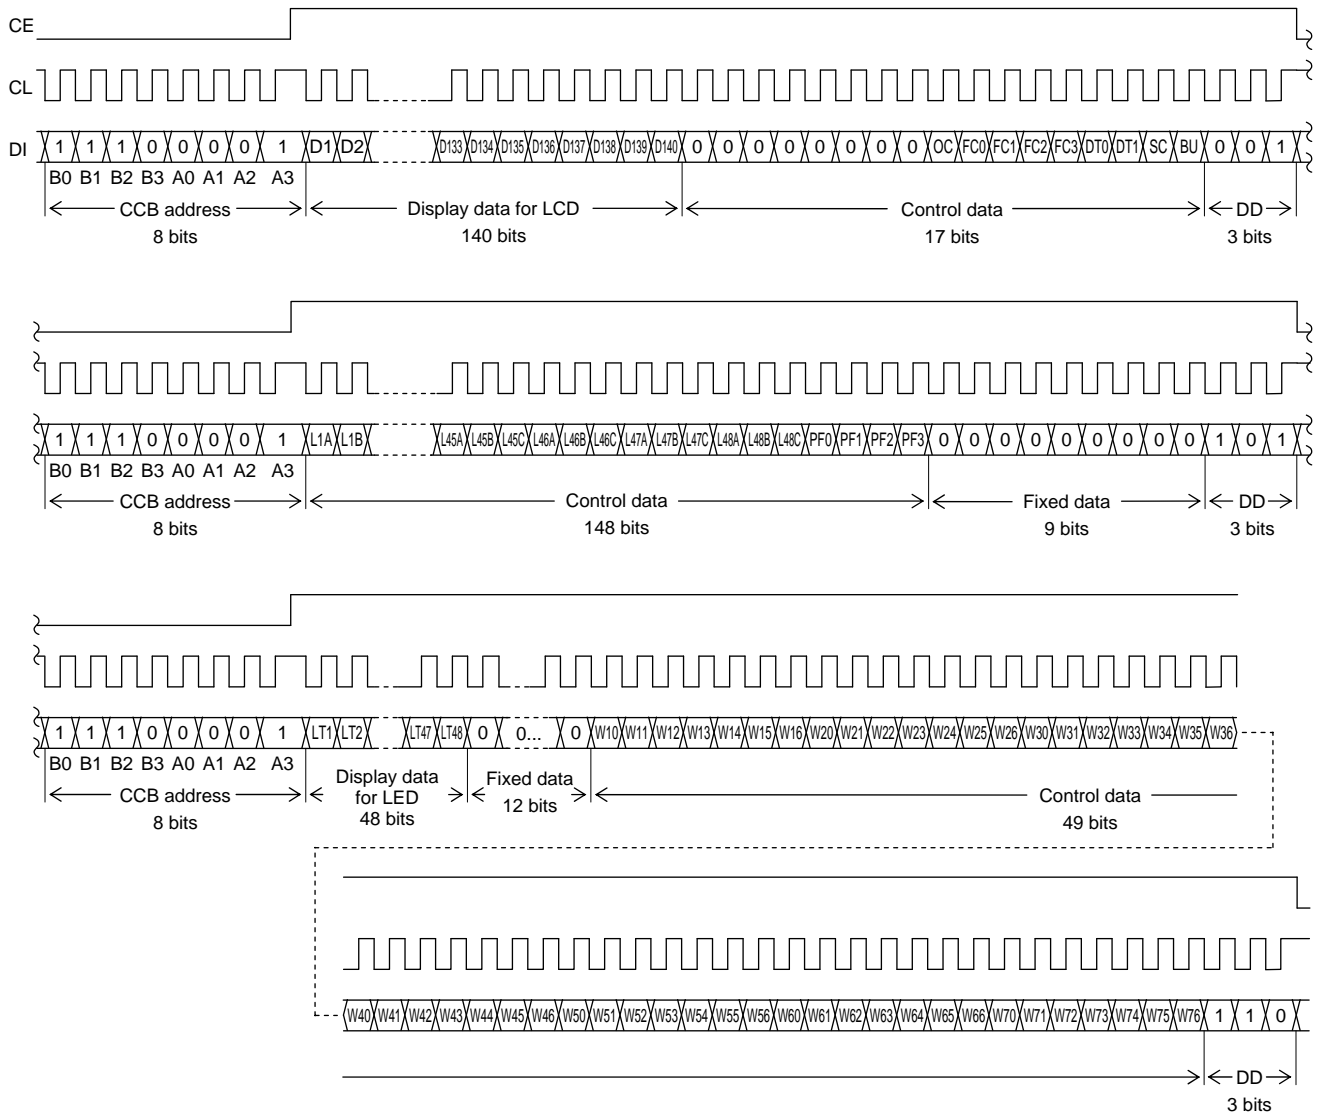 CE
CL
DI 1 1 1 0 0 0 0 1 D1 D2 D133 D134 D135 D136 D137 D138 D139 D140 0 0 0 0 0 0 0 0 OC FC0 FC1 FC2 FC3 DT0 DT1 SC BU 0 0 1
B0 B1 B2 B3 A0 A1 A2 A3
CCB address Display data for LCD Control data DD
8 bits 140 bits 17 bits 3 bits
1 1 1 0 0 0 0 1 L1A L1B L45A L45B L45C L46A L46B L46C L47A L47B L47C L48A L48B L48C PF0 PF1 PF2 PF3 0 0 0 0 0 0 0 0 0 1 0 1
B0 B1 B2 B3 A0 A1 A2 A3
CCB address Control data Fixed data DD
8 bits 148 bits 9 bits 3 bits
1 1 1 0 0 0 0 1 LT1 LT2 LT47 LT48 0 0... 0 W10 W11 W12 W13 W14 W15 W16 W20 W21 W22 W23 W24 W25 W26 W30 W31 W32 W33 W34 W35 W36
B0 B1 B2 B3 A0 A1 A2 A3
CCB address Display data for LED Fixed data Control data
8 bits 48 bits 12 bits 49 bits
W40 W41 W42 W43 W44 W45 W46 W50 W51 W52 W53 W54 W55 W56 W60 W61 W62 W63 W64 W65 W66 W70 W71 W72 W73 W74 W75 W76 1 1 0
DD
3 bits